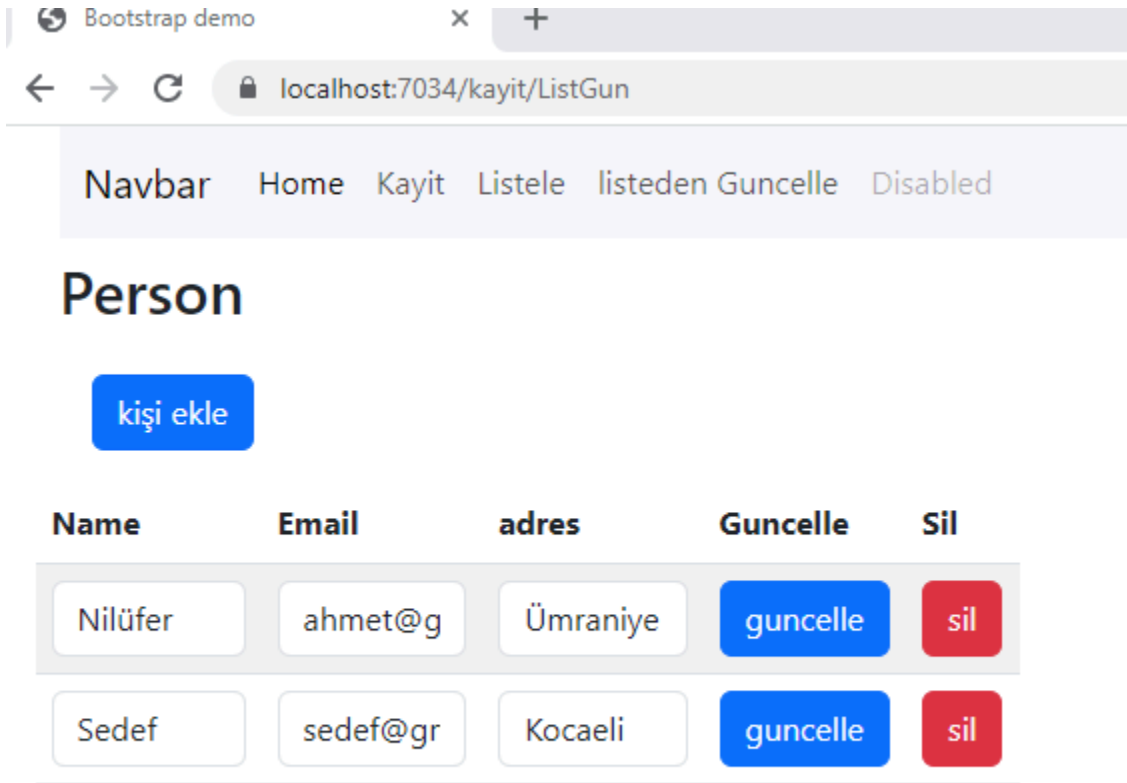 Bootstrap demo
localhost:7034/kayit/ListGun
Navbar Home Kayit Listele listeden Guncelle Disabled
Person
kişi ekle
Name Email adres Guncelle Sil
Nilüfer ahmet@g Ümraniye guncelle sil
Sedef sedef@gr Kocaeli guncelle sil